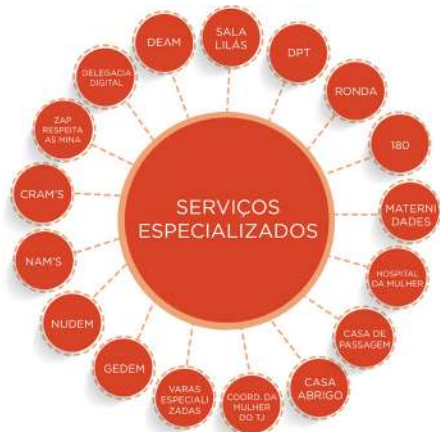 SERVIÇOS
ESPECIALIZADOS
SALA
LILÁS
DPT
RONDA
180
MATERNI
DADES
HOSPITAL
DA MULHER
CASA DE
PASSAGEM
CASA
ABRIGO
COORD. DA
MULHER
DO TJ
VARAS
ESPECIALI
ZADAS
GEDEM
NUDEM
NAM'S
CRAM'S
ZAP
RESPEITA
AS MINA
DELEGACIA
DIGITAL
DEAM